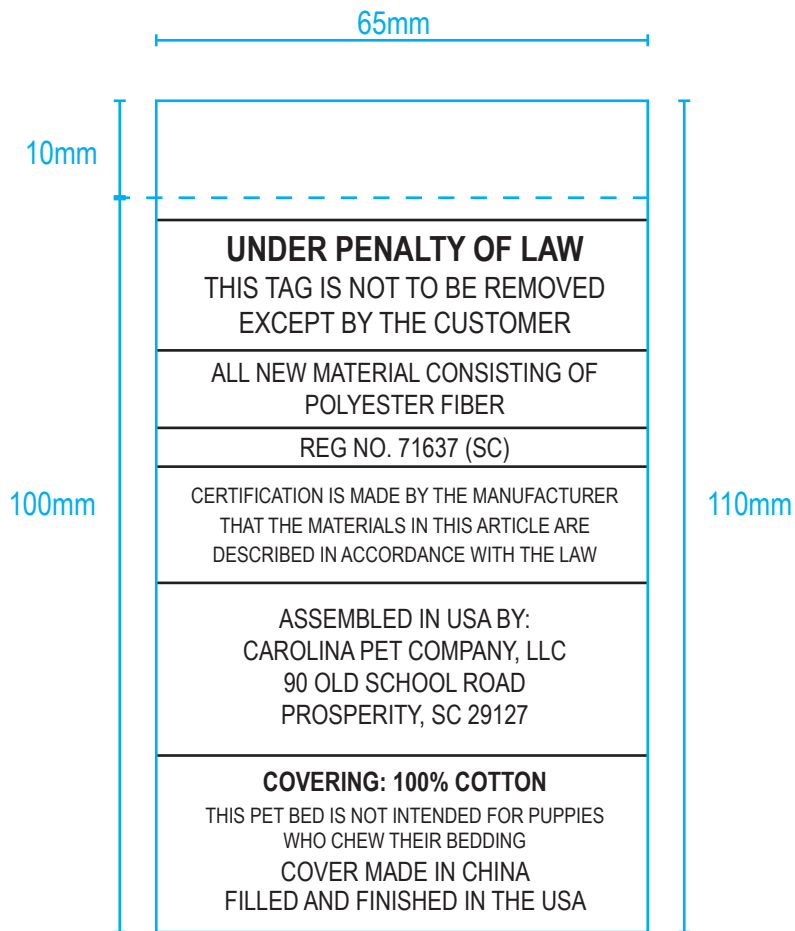 65mm
10mm
UNDER PENALTY OF LAW
THIS TAG IS NOT TO BE REMOVED
EXCEPT BY THE CUSTOMER
ALL NEW MATERIAL CONSISTING OF
POLYESTER FIBER
REG NO. 71637 (SC)
100mm
110mm
CERTIFICATION IS MADE BY THE MANUFACTURER
THAT THE MATERIALS IN THIS ARTICLE ARE
DESCRIBED IN ACCORDANCE WITH THE LAW
ASSEMBLED IN USA BY:
CAROLINA PET COMPANY, LLC
90 OLD SCHOOL ROAD
PROSPERITY, SC 29127
COVERING: 100% COTTON
THIS PET BED IS NOT INTENDED FOR PUPPIES
WHO CHEW THEIR BEDDING
COVER MADE IN CHINA
FILLED AND FINISHED IN THE USA